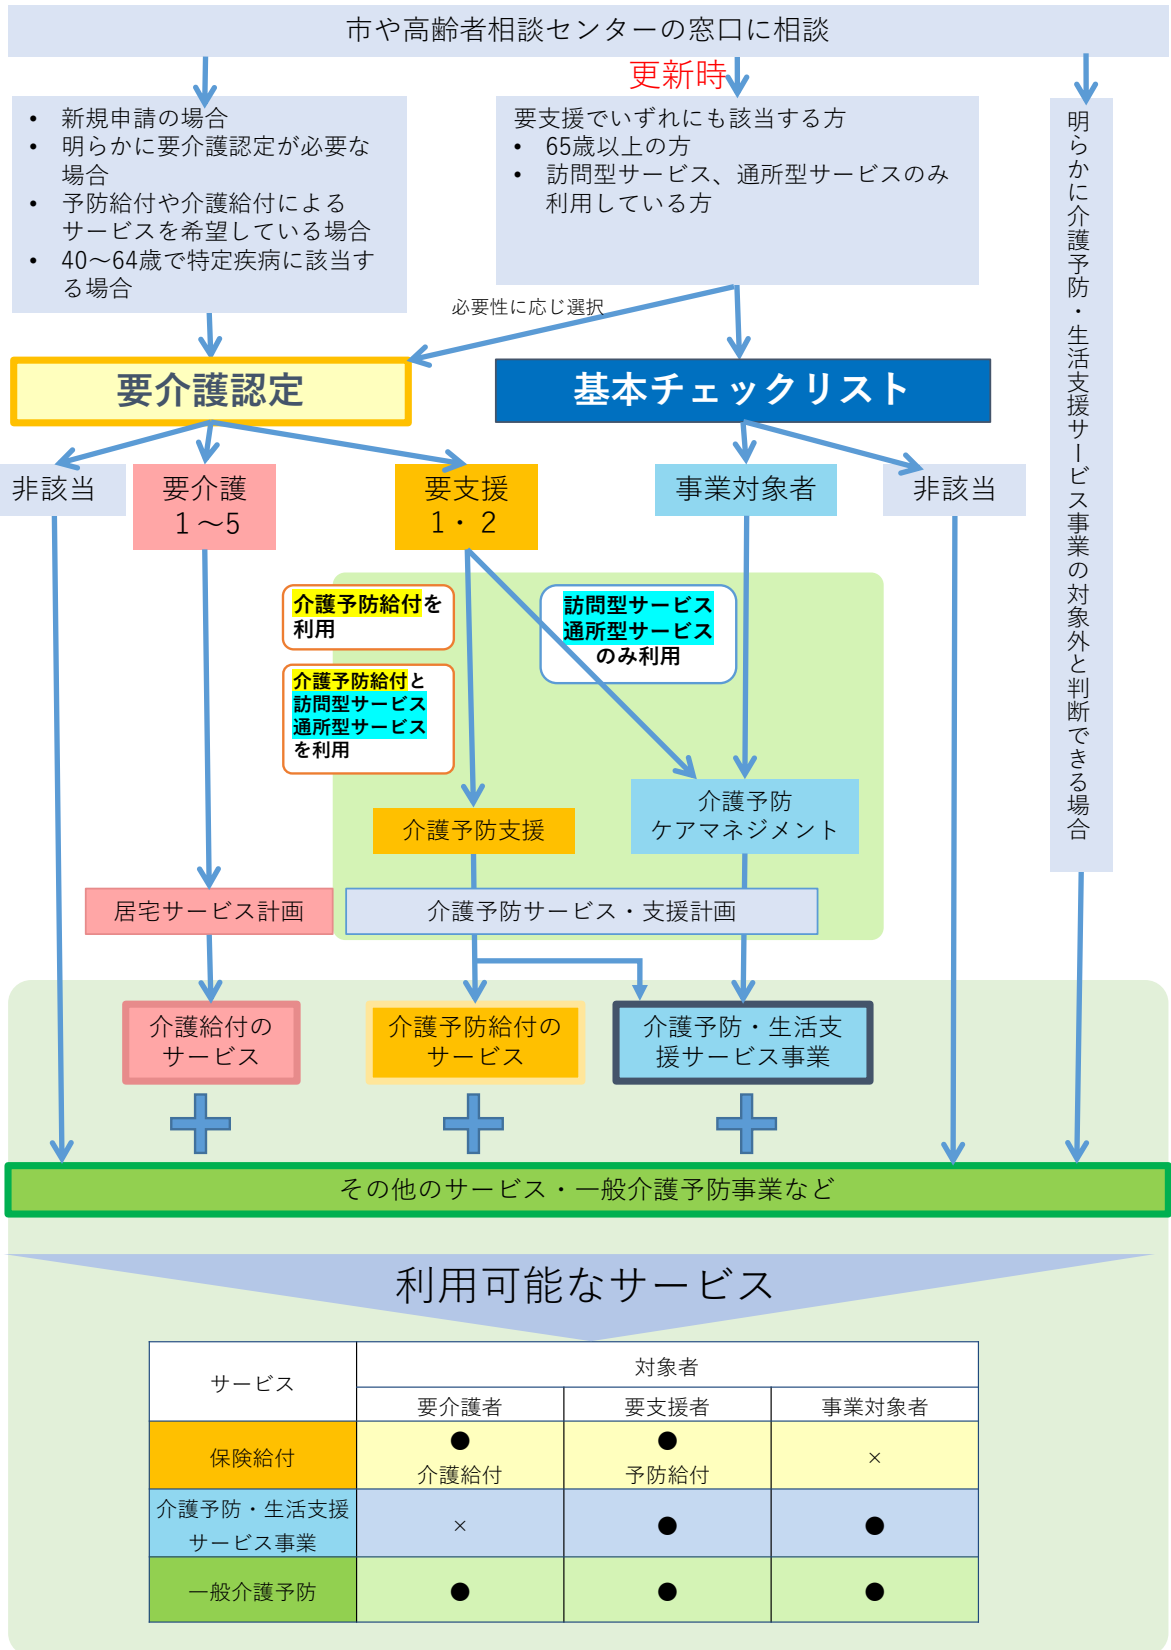 市や高齢者相談センターの窓口に相談
更新時
• 新規申請の場合
• 明らかに要介護認定が必要な
場合
• 予防給付や介護給付による
サービスを希望している場合
• 40～64歳で特定疾病に該当す
る場合
要支援でいずれにも該当する方
• 65歳以上の方
• 訪問型サービス、通所型サービスのみ
利用している方
明らかに介護予防・生活支援サービス事業の対象外と判断できる場合
必要性に応じ選択
要介護認定
基本チェックリスト
非該当
要介護
１～5
要支援
1・２
事業対象者
非該当
介護予防給付を
利用
介護予防給付と
訪問型サービス
通所型サービス
を利用
訪問型サービス
通所型サービス
のみ利用
介護予防支援
介護予防
ケアマネジメント
居宅サービス計画
介護予防サービス・支援計画
介護給付の
サービス
介護予防給付の
サービス
介護予防・生活支
援サービス事業
その他のサービス・一般介護予防事業など
利用可能なサービス
サービス
対象者
要介護者 要支援者 事業対象者
保険給付 ● 介護給付 ● 予防給付 ×
介護予防・生活支援
サービス事業 × ● ●
一般介護予防 ● ● ●